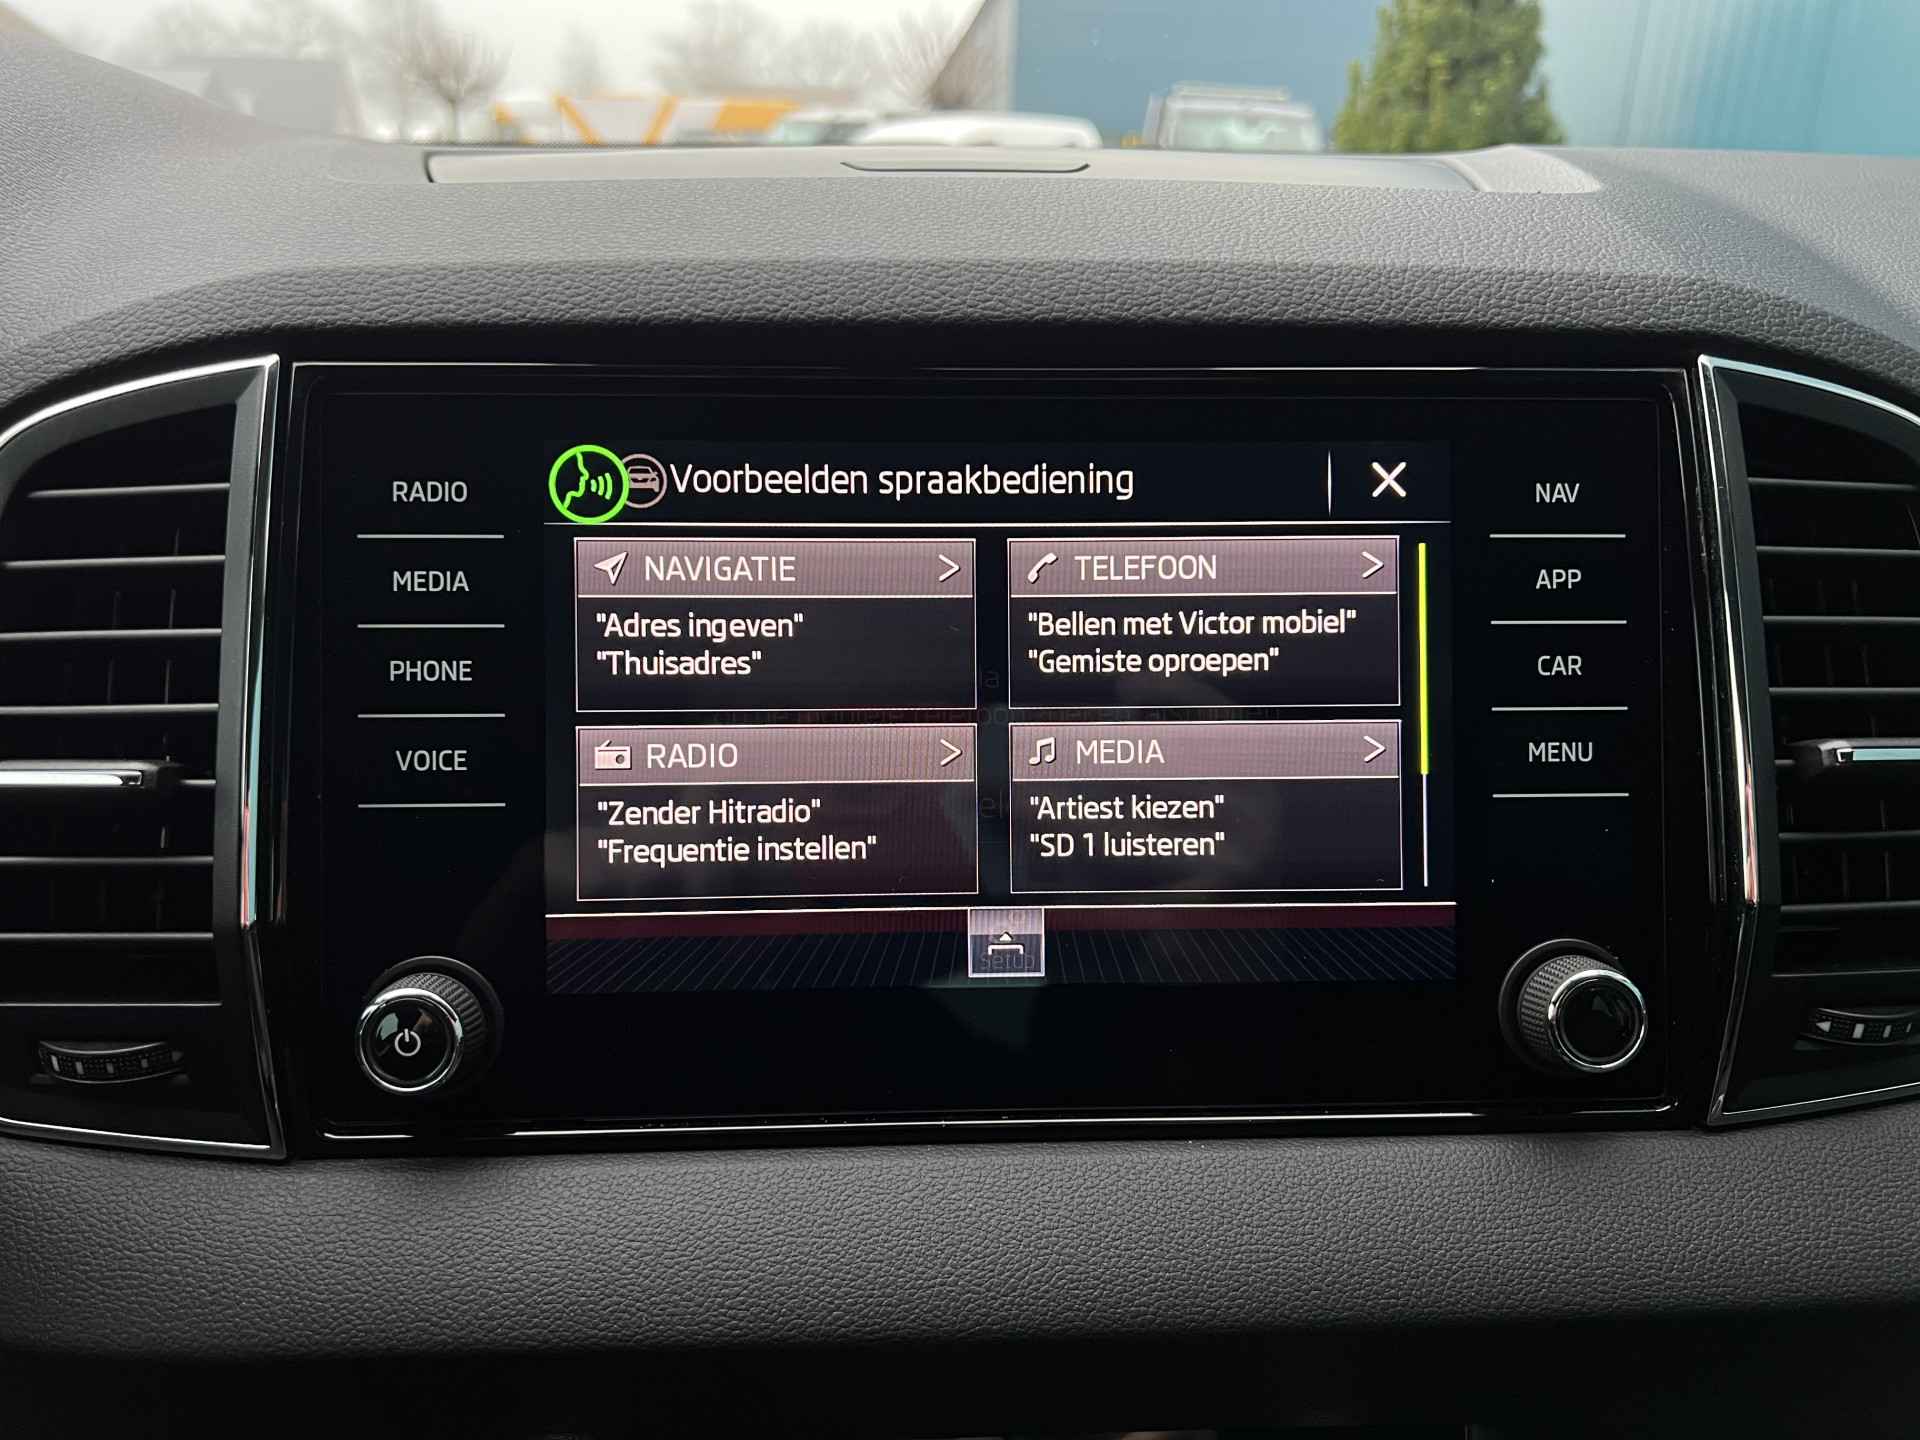 Voorbeelden spraakbediening
RADIO
MEDIA
PHONE
VOICE
NAVIGATIE
"Adres ingeven"
"Thuisadres"
TELEFOON
"Bellen met Victor mobiel"
"Gemiste oproepen"
RADIO
"Zender Hitradio"
"Frequentie instellen"
MEDIA
"Artiest kiezen"
"SD 1 luisteren"
Setup
NAV
APP
CAR
MENU